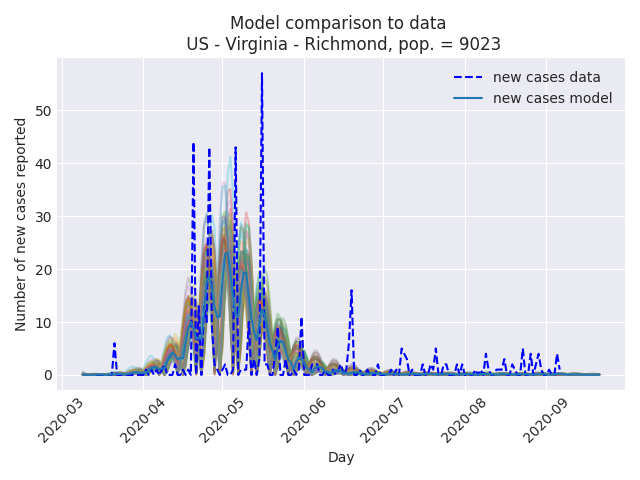 Model comparison to data
US - Virginia - Richmond, pop. = 9023
new cases data
new cases model
Number of new cases reported
50
40
30
20
10
0
2020-03
2020-04
2020-05
2020-06
2020-07
2020-08
2020-09
Day